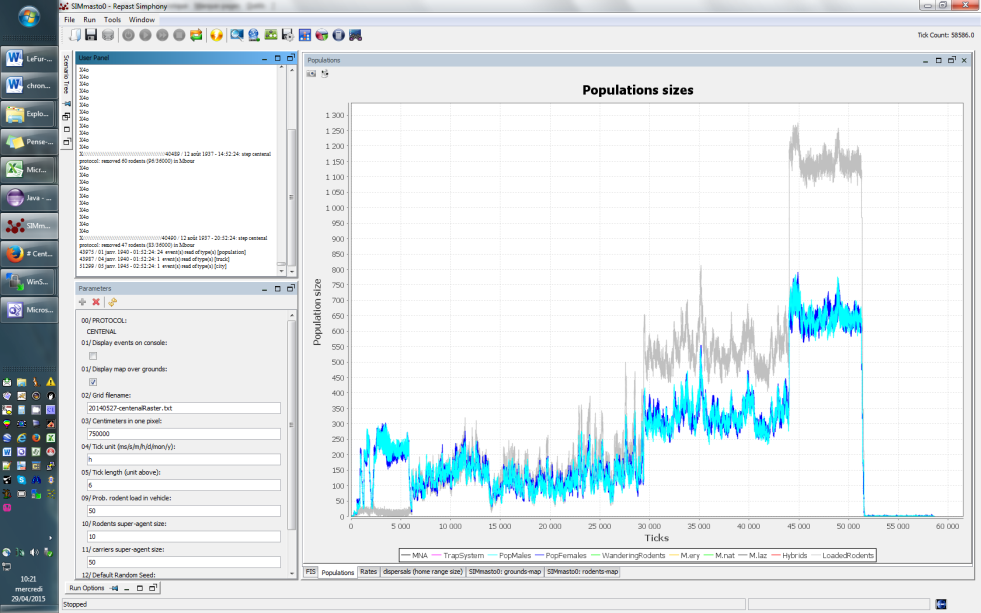 SIMmasto0 - Repast Simphony
File Run Tools Window
Tick Count: 58586.0
LeFur-...
chron...
Explo...
Pense-...
Micr...
Java - ...
SIMm...
# Cent...
WinS...
Micros...
10:21
mercredi
29/04/2015
Scenario Tree
User Panel
X4o
X4o
X4o
X4o
X4o
X4o
X4o
X4o
X4o
X4o
X4o
X4o
40489 / 12 août 1937 - 14:52:24: step centenal
protocol: removed 60 rodents (96:36000) in Mbour
X4o
X4o
X4o
X4o
X4o
X4o
X4o
X4o
X4o
40490 / 12 août 1937 - 20:52:24: step centenal
protocol: removed 47 rodents (83:36000) in Mbour
43975 / 01 janv. 1940 - 01:52:24: 24 event(s) read of type(s) [population]
43987 / 04 janv. 1940 - 01:52:24: 1 event(s) read of type(s) [truck]
51299 / 05 janv. 1945 - 02:52:24: 1 event(s) read of type(s) [city]
Parameters
00/ PROTOCOL:
CENTENAL
01/ Display events on console:
01/ Display map over grounds:
02/ Grid filename:
20140527-centenalRaster.txt
03/ Centimeters in one pixel:
750000
04/ Tick unit (ms/s/m/h/d/mon/y):
h
05/ Tick length (unit above):
6
09/ Prob. rodent load in vehicle:
50
10/ Rodents super-agent size:
10
11/ carriers super-agent size:
50
12/ Default Random Seed:
Run Options
Stopped
Populations
Populations sizes
Population size
1 300
1 250
1 200
1 150
1 100
1 050
1 000
950
900
850
800
750
700
650
600
550
500
450
400
350
300
250
200
150
100
50
0
0 5 000 10 000 15 000 20 000 25 000 30 000 35 000 40 000 45 000 50 000 55 000 60 000
Ticks
MNA TrapSystem PopMales PopFemales WanderingRodents M.ery M.nat M.laz Hybrids LoadedRodents
FIS Populations Rates dispersals (home range size) SIMmasto0: grounds-map SIMmasto0: rodents-map